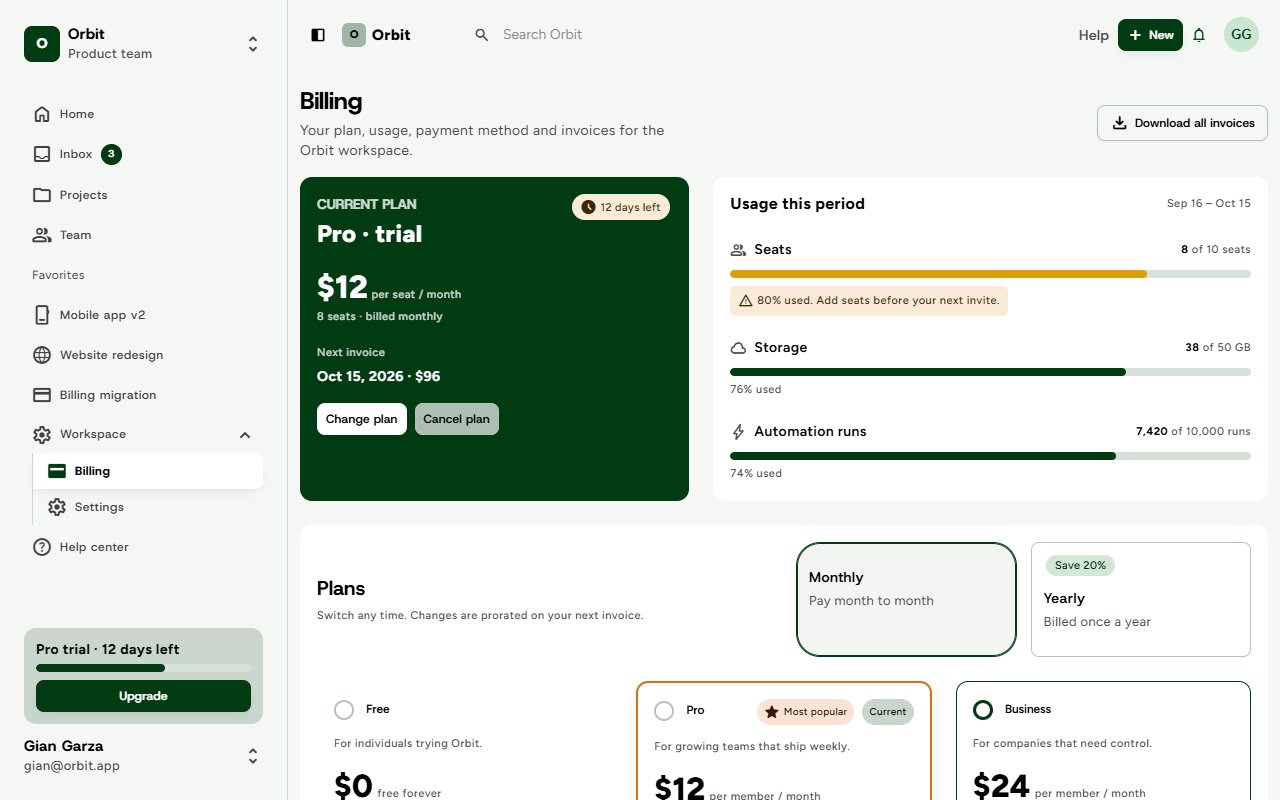 O
Orbit
Product team
Home
Inbox 3
Projects
Team
Favorites
Mobile app v2
Website redesign
Billing migration
Workspace
Billing
Settings
Help center
Pro trial · 12 days left
Upgrade
Gian Garza
gian@orbit.app
O Orbit
Search Orbit
Help
New
GG
Billing
Your plan, usage, payment method and invoices for the
Orbit workspace.
Download all invoices
CURRENT PLAN
12 days left
Pro · trial
$12 per seat / month
8 seats · billed monthly
Next invoice
Oct 15, 2026 · $96
Change plan
Cancel plan
Usage this period
Sep 16 – Oct 15
Seats
8 of 10 seats
80% used. Add seats before your next invite.
Storage
38 of 50 GB
76% used
Automation runs
7,420 of 10,000 runs
74% used
Plans
Switch any time. Changes are prorated on your next invoice.
Monthly
Pay month to month
Save 20%
Yearly
Billed once a year
Free
For individuals trying Orbit.
$0 free forever
Pro
Most popular
Current
For growing teams that ship weekly.
$12 per member / month
Business
For companies that need control.
$24 per member / month